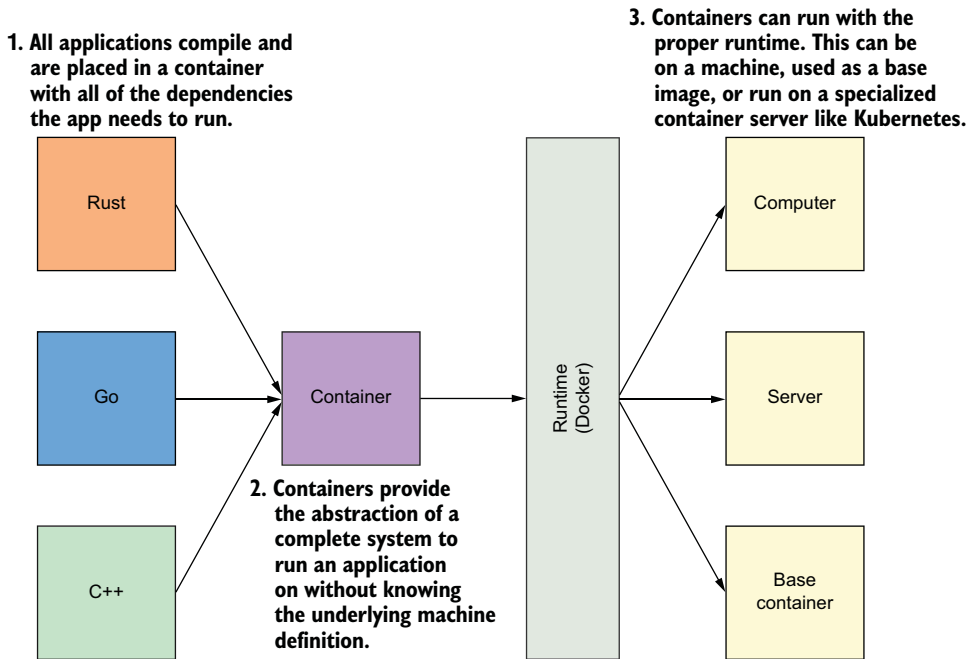 1. All applications compile and
are placed in a container
with all of the dependencies
the app needs to run.
3. Containers can run with the
proper runtime. This can be
on a machine, used as a base
image, or run on a specialized
container server like Kubernetes.
Rust
Go
C++
Container
2. Containers provide
the abstraction of a
complete system to
run an application
on without knowing
the underlying machine
definition.
Runtime
(Docker)
Computer
Server
Base
container